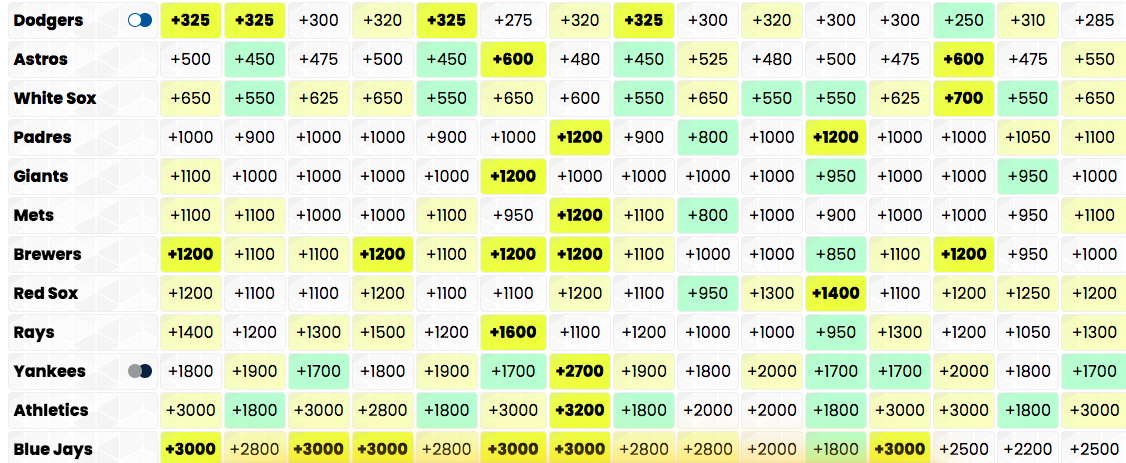 Dodgers +325 +325 +300 +320 +325 +275 +320 +325 +300 +320 +300 +300 +250 +310 +285
Astros +500 +450 +475 +500 +450 +600 +480 +450 +525 +480 +500 +475 +600 +475 +550
White Sox +650 +550 +625 +650 +550 +650 +600 +550 +650 +550 +550 +625 +700 +550 +650
Padres +1000 +900 +1000 +1000 +900 +1000 +1200 +900 +800 +1000 +1200 +1000 +1000 +1050 +1100
Giants +1100 +1000 +1000 +1000 +1000 +1200 +1000 +1000 +1000 +1000 +950 +1000 +1000 +950 +1000
Mets +1100 +1100 +1000 +1000 +1100 +950 +1200 +1100 +800 +1000 +900 +1000 +1000 +950 +1100
Brewers +1200 +1100 +1100 +1200 +1100 +1200 +1200 +1100 +1000 +1000 +850 +1100 +1200 +950 +1000
Red Sox +1200 +1100 +1100 +1200 +1100 +1100 +1200 +1100 +950 +1300 +1400 +1100 +1200 +1250 +1200
Rays +1400 +1200 +1300 +1500 +1200 +1600 +1100 +1200 +1000 +1000 +950 +1300 +1200 +1050 +1300
Yankees +1800 +1900 +1700 +1800 +1900 +1700 +2700 +1900 +1800 +2000 +1700 +1700 +2000 +1800 +1700
Athletics +3000 +1800 +3000 +2800 +1800 +3000 +3200 +1800 +2000 +2000 +1800 +3000 +3000 +1800 +3000
Blue Jays +3000 +2800 +3000 +3000 +2800 +3000 +3000 +2800 +2800 +2000 +1800 +3000 +2500 +2200 +2500